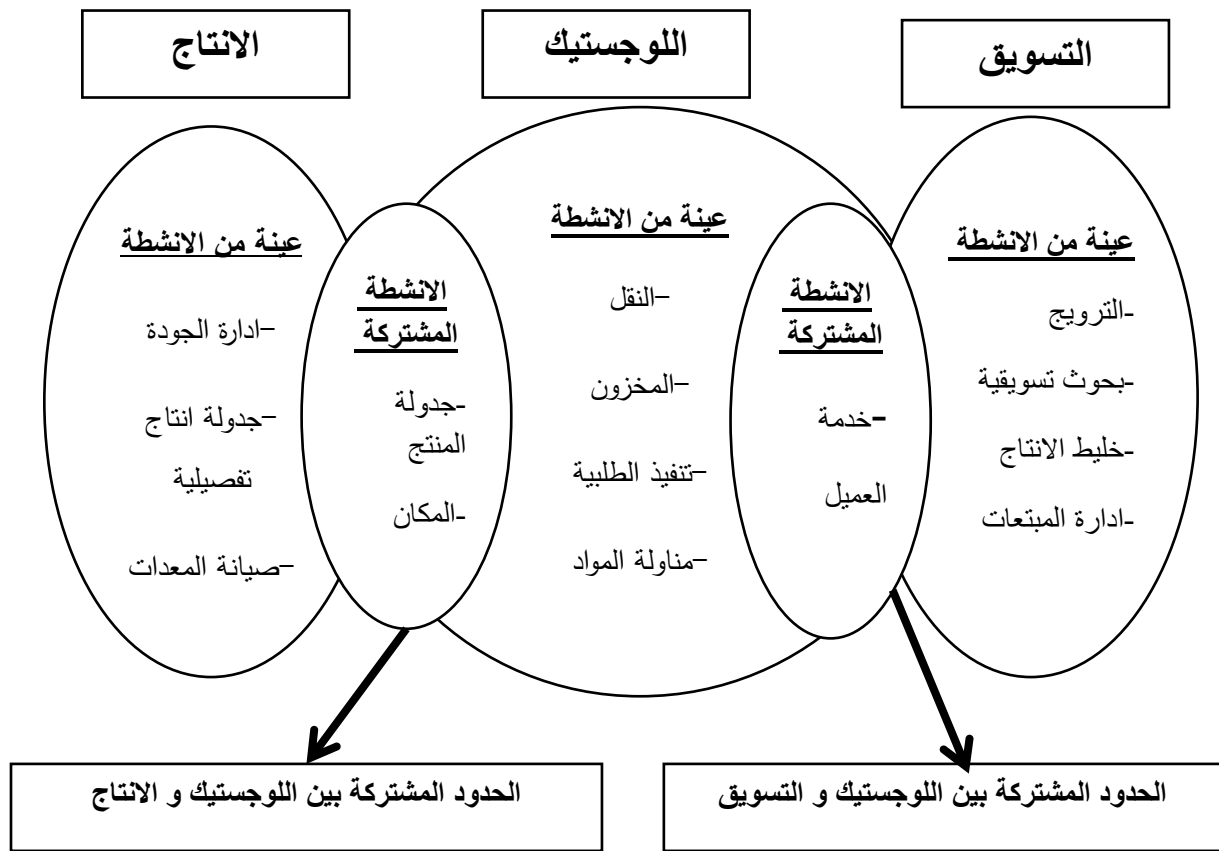 التسويق
اللوجستيك
الانتاج
عينة من الانشطة
-الترويج
-بحوث تسويقية
-خليط الانتاج
-ادارة المبتعات
الانشطة
المشتركة
-خدمة
العميل
عينة من الانشطة
-النقل
-المخزون
-تنفيذ الطلبية
-مناولة المواد
الانشطة
المشتركة
-جدولة
المنتج
-المكان
عينة من الانشطة
-ادارة الجودة
-جدولة انتاج
تفصيلية
-صيانة المعدات
الحدود المشتركة بين اللوجستيك و التسويق
الحدود المشتركة بين اللوجستيك و الانتاج